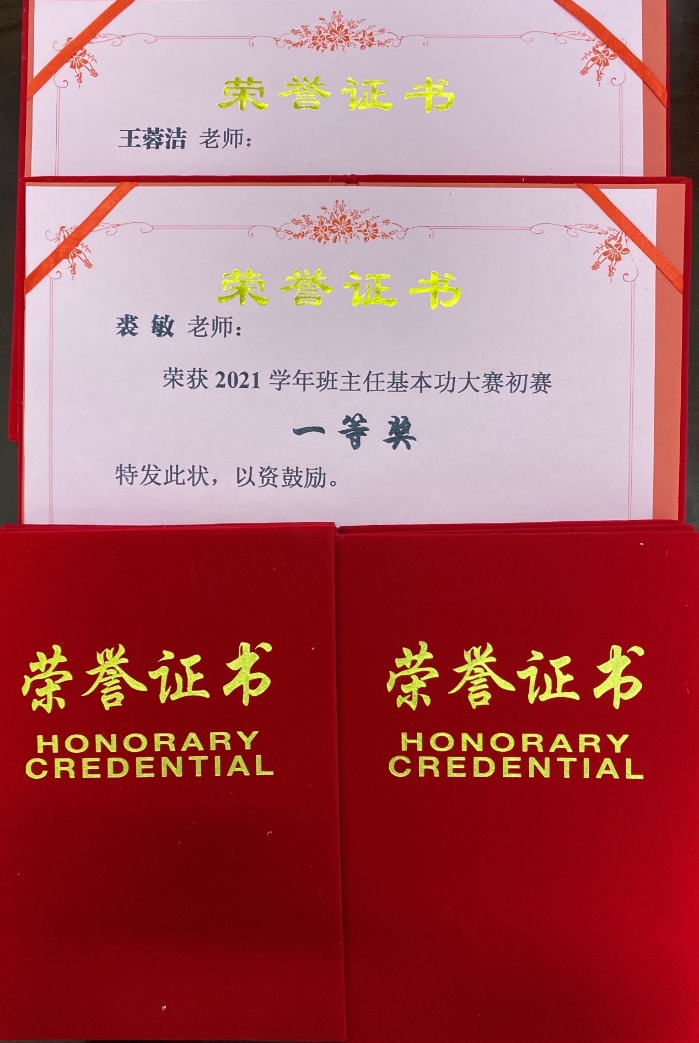 荣誉证书
王蓉洁 老师：
荣誉证书
裘 敏 老师：
荣获 2021 学年班主任基本功大赛初赛
一等奖
特发此状，以资鼓励。
荣誉证书
HONORARY
CREDENTIAL
荣誉证书
HONORARY
CREDENTIAL